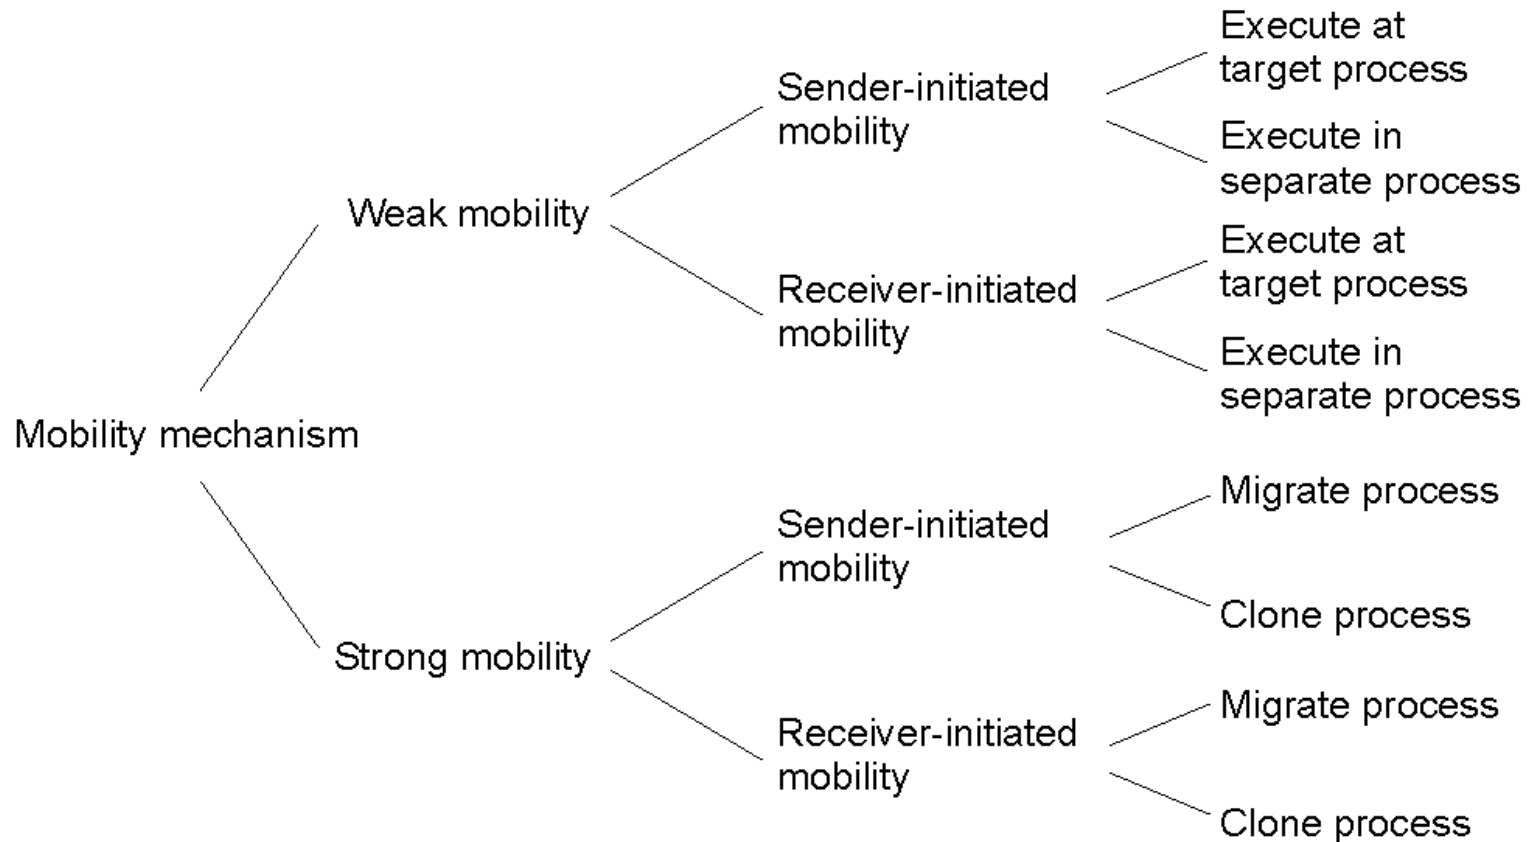 Execute at
target process
Sender-initiated
mobility
Execute in
separate process
Weak mobility
Execute at
target process
Receiver-initiated
mobility
Execute in
separate process
Mobility mechanism
Migrate process
Sender-initiated
mobility
Clone process
Strong mobility
Migrate process
Receiver-initiated
mobility
Clone process